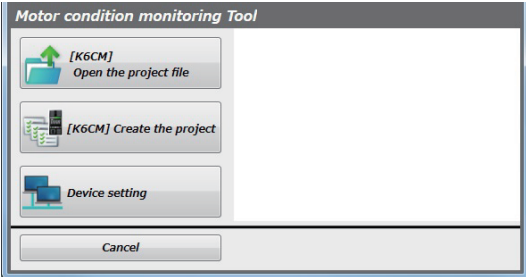 Motor condition monitoring Tool
[K6CM]
Open the project file
[K6CM] Create the project
Device setting
Cancel